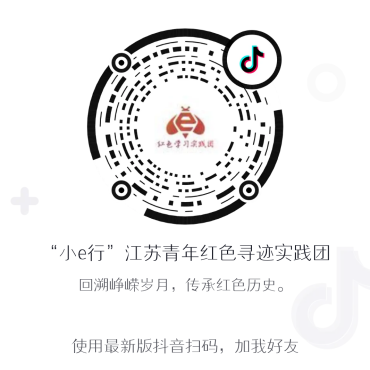 红色学习实践团
“小e行”江苏青年红色寻迹实践团
回溯峥嵘岁月，传承红色历史。
使用最新版抖音扫码，加我好友